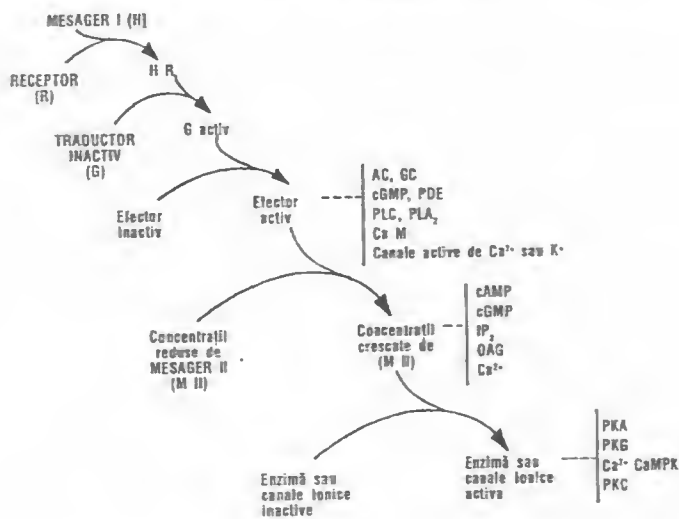 MESAGER I (H)
RECEPTOR
(R)
H R
TRADUCTOR
INACTIV
(G)
G activ
Efector
inactiv
Efector
activ
AC, GC
cGMP, PDE
PLC, PLA₂
Ca M
Canale active de Ca²⁺ sau K⁺
Concentrații
reduse de
MESAGER II
(M II)
Concentrații
crescate de
(M II)
cAMP
cGMP
IP₃
OAG
Ca²⁺
Enzimă sau
canale ionice
inactive
Enzimă sau
canale ionice
activa
PKA
PKG
Ca²⁺ CaMPK
PKC